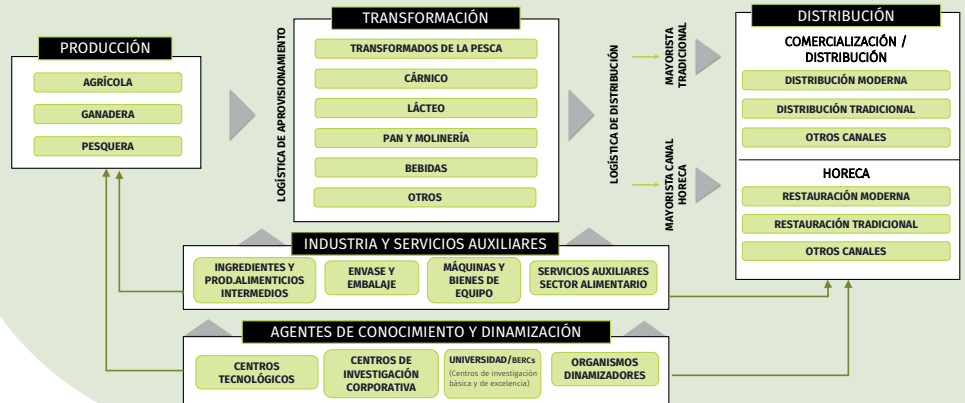 PRODUCCIÓN
AGRÍCOLA
GANADERA
PESQUERA
LOGÍSTICA DE APROVISIONAMIENTO
TRANSFORMACIÓN
TRANSFORMADOS DE LA PESCA
CÁRNICO
LÁCTEO
PAN Y MOLINERÍA
BEBIDAS
OTROS
LOGÍSTICA DE DISTRIBUCIÓN
MAYORISTA
TRADICIONAL
MAYORISTA CANAL
HORECA
DISTRIBUCIÓN
COMERCIALIZACIÓN /
DISTRIBUCIÓN
DISTRIBUCIÓN MODERNA
DISTRIBUCIÓN TRADICIONAL
OTROS CANALES
HORECA
RESTAURACIÓN MODERNA
RESTAURACIÓN TRADICIONAL
OTROS CANALES
INDUSTRIA Y SERVICIOS AUXILIARES
INGREDIENTES Y
PROD.ALIMENTICIOS
INTERMEDIOS
ENVASE Y
EMBALAJE
MÁQUINAS Y
BIENES DE
EQUIPO
SERVICIOS AUXILIARES
SECTOR ALIMENTARIO
AGENTES DE CONOCIMIENTO Y DINAMIZACIÓN
CENTROS
TECNOLÓGICOS
CENTROS DE
INVESTIGACIÓN
CORPORATIVA
UNIVERSIDAD/BERCs
(Centros de investigación
básica y de excelencia)
ORGANISMOS
DINAMIZADORES